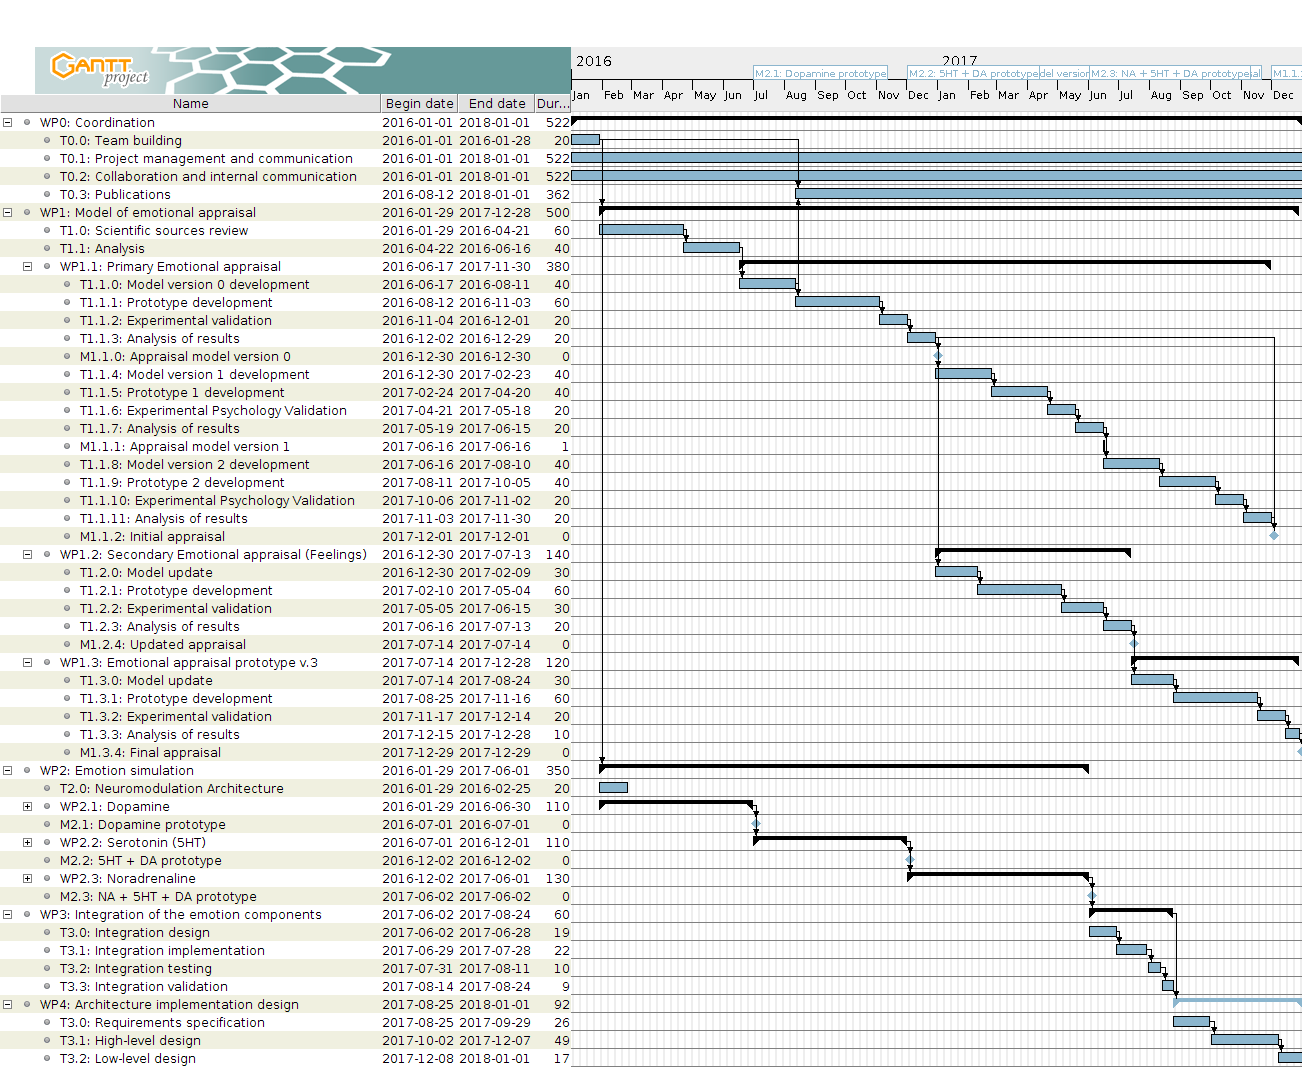 GANTT project
2016 2017
M2.1: Dopamine prototype M2.2: 5HT + DA prototype del version M2.3: NA + 5HT + DA prototype al M1.1.
Jan Feb Mar Apr May Jun Jul Aug Sep Oct Nov Dec Jan Feb Mar Apr May Jun Jul Aug Sep Oct Nov Dec
Name Begin date End date Dur...
WP0: Coordination 2016-01-01 2018-01-01 522
T0.0: Team building 2016-01-01 2016-01-28 20
T0.1: Project management and communication 2016-01-01 2018-01-01 522
T0.2: Collaboration and internal communication 2016-01-01 2018-01-01 522
T0.3: Publications 2016-08-12 2018-01-01 362
WP1: Model of emotional appraisal 2016-01-29 2017-12-28 500
T1.0: Scientific sources review 2016-01-29 2016-04-21 60
T1.1: Analysis 2016-04-22 2016-06-16 40
WP1.1: Primary Emotional appraisal 2016-06-17 2017-11-30 380
T1.1.0: Model version 0 development 2016-06-17 2016-08-11 40
T1.1.1: Prototype development 2016-08-12 2016-11-03 60
T1.1.2: Experimental validation 2016-11-04 2016-12-01 20
T1.1.3: Analysis of results 2016-12-02 2016-12-29 20
M1.1.0: Appraisal model version 0 2016-12-30 2016-12-30 0
T1.1.4: Model version 1 development 2016-12-30 2017-02-23 40
T1.1.5: Prototype 1 development 2017-02-24 2017-04-20 40
T1.1.6: Experimental Psychology Validation 2017-04-21 2017-05-18 20
T1.1.7: Analysis of results 2017-05-19 2017-06-15 20
M1.1.1: Appraisal model version 1 2017-06-16 2017-06-16 1
T1.1.8: Model version 2 development 2017-06-16 2017-08-10 40
T1.1.9: Prototype 2 development 2017-08-11 2017-10-05 40
T1.1.10: Experimental Psychology Validation 2017-10-06 2017-11-02 20
T1.1.11: Analysis of results 2017-11-03 2017-11-30 20
M1.1.2: Initial appraisal 2017-12-01 2017-12-01 0
WP1.2: Secondary Emotional appraisal (Feelings) 2016-12-30 2017-07-13 140
T1.2.0: Model update 2016-12-30 2017-02-09 30
T1.2.1: Prototype development 2017-02-10 2017-05-04 60
T1.2.2: Experimental validation 2017-05-05 2017-06-15 30
T1.2.3: Analysis of results 2017-06-16 2017-07-13 20
M1.2.4: Updated appraisal 2017-07-14 2017-07-14 0
WP1.3: Emotional appraisal prototype v.3 2017-07-14 2017-12-28 120
T1.3.0: Model update 2017-07-14 2017-08-24 30
T1.3.1: Prototype development 2017-08-25 2017-11-16 60
T1.3.2: Experimental validation 2017-11-17 2017-12-14 20
T1.3.3: Analysis of results 2017-12-15 2017-12-28 10
M1.3.4: Final appraisal 2017-12-29 2017-12-29 0
WP2: Emotion simulation 2016-01-29 2017-06-01 350
T2.0: Neuromodulation Architecture 2016-01-29 2016-02-25 20
WP2.1: Dopamine 2016-01-29 2016-06-30 110
M2.1: Dopamine prototype 2016-07-01 2016-07-01 0
WP2.2: Serotonin (5HT) 2016-07-01 2016-12-01 110
M2.2: 5HT + DA prototype 2016-12-02 2016-12-02 0
WP2.3: Noradrenaline 2016-12-02 2017-06-01 130
M2.3: NA + 5HT + DA prototype 2017-06-02 2017-06-02 0
WP3: Integration of the emotion components 2017-06-02 2017-08-24 60
T3.0: Integration design 2017-06-02 2017-06-28 19
T3.1: Integration implementation 2017-06-29 2017-07-28 22
T3.2: Integration testing 2017-07-31 2017-08-11 10
T3.3: Integration validation 2017-08-14 2017-08-24 9
WP4: Architecture implementation design 2017-08-25 2018-01-01 92
T3.0: Requirements specification 2017-08-25 2017-09-29 26
T3.1: High-level design 2017-10-02 2017-12-07 49
T3.2: Low-level design 2017-12-08 2018-01-01 17